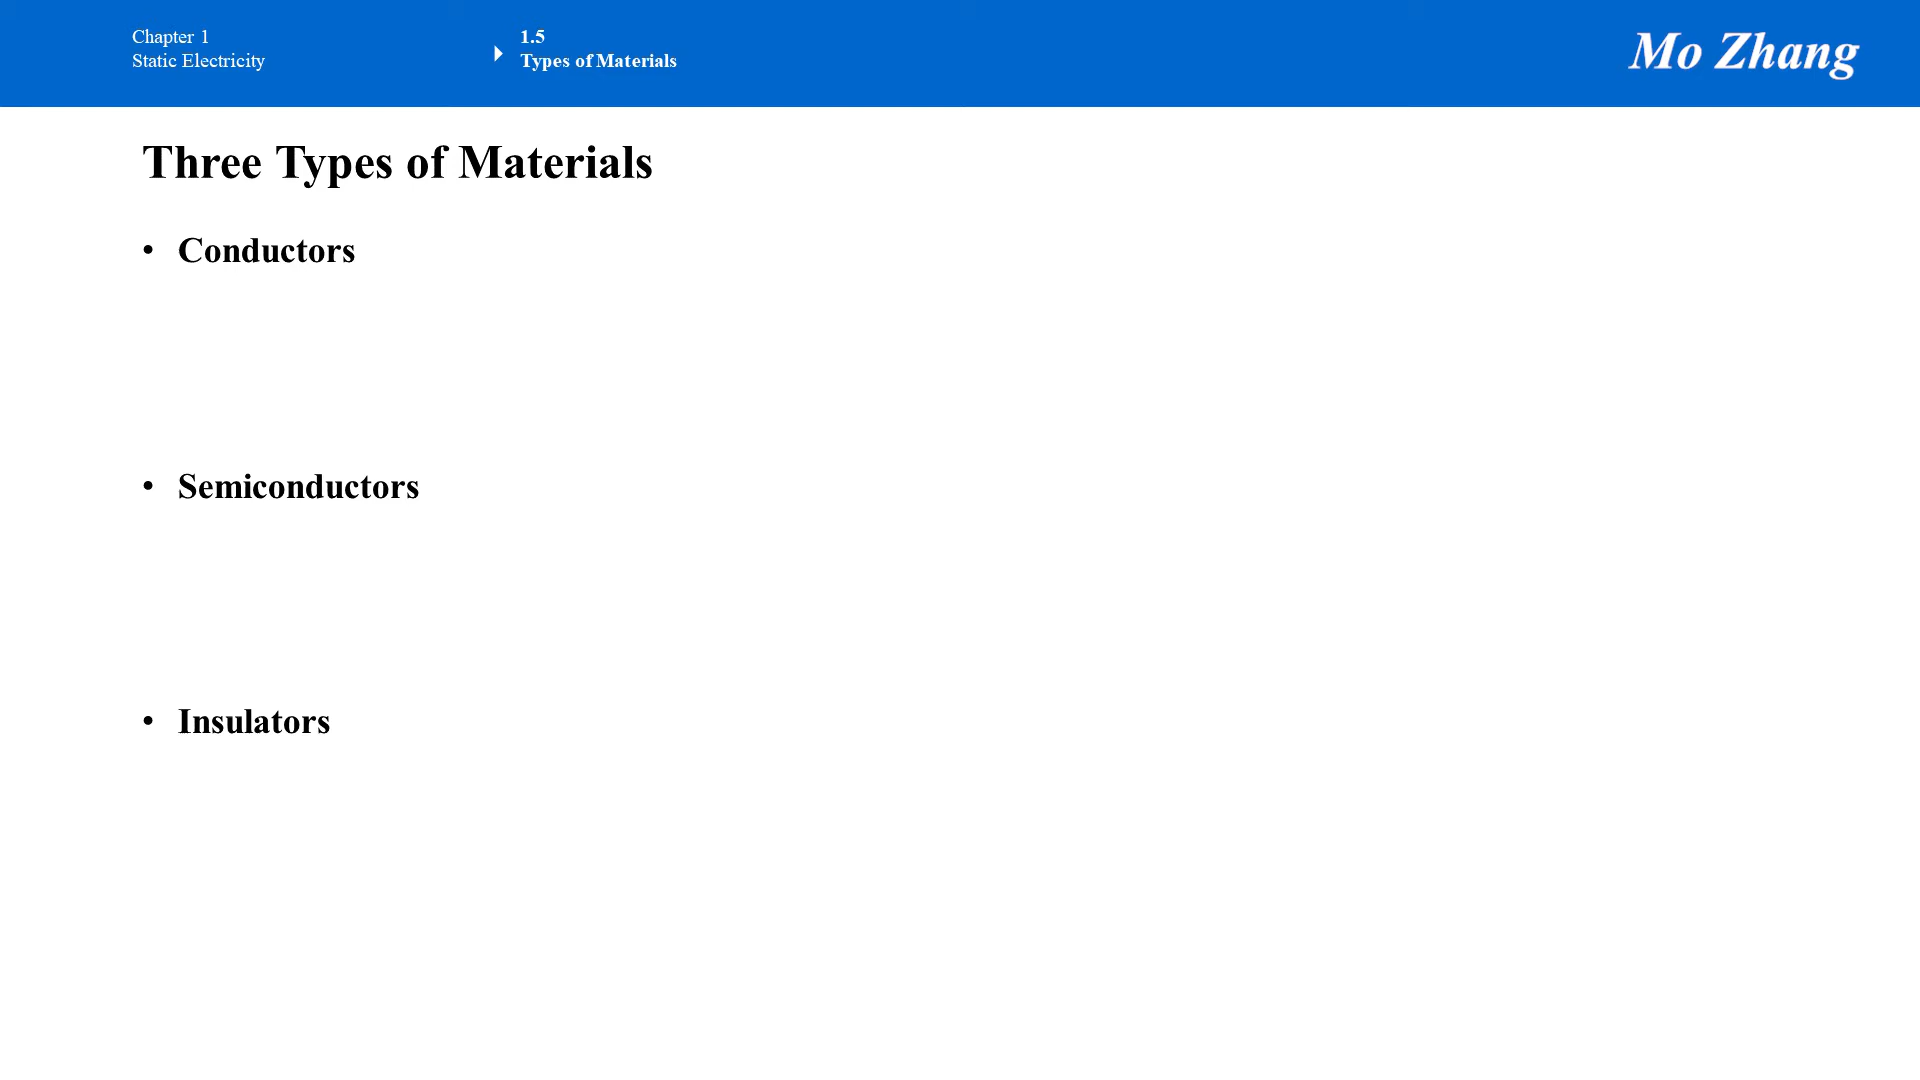 Chapter 1
Static Electricity
1.5
Types of Materials
Mo Zhang
Three Types of Materials
• Conductors
• Semiconductors
• Insulators